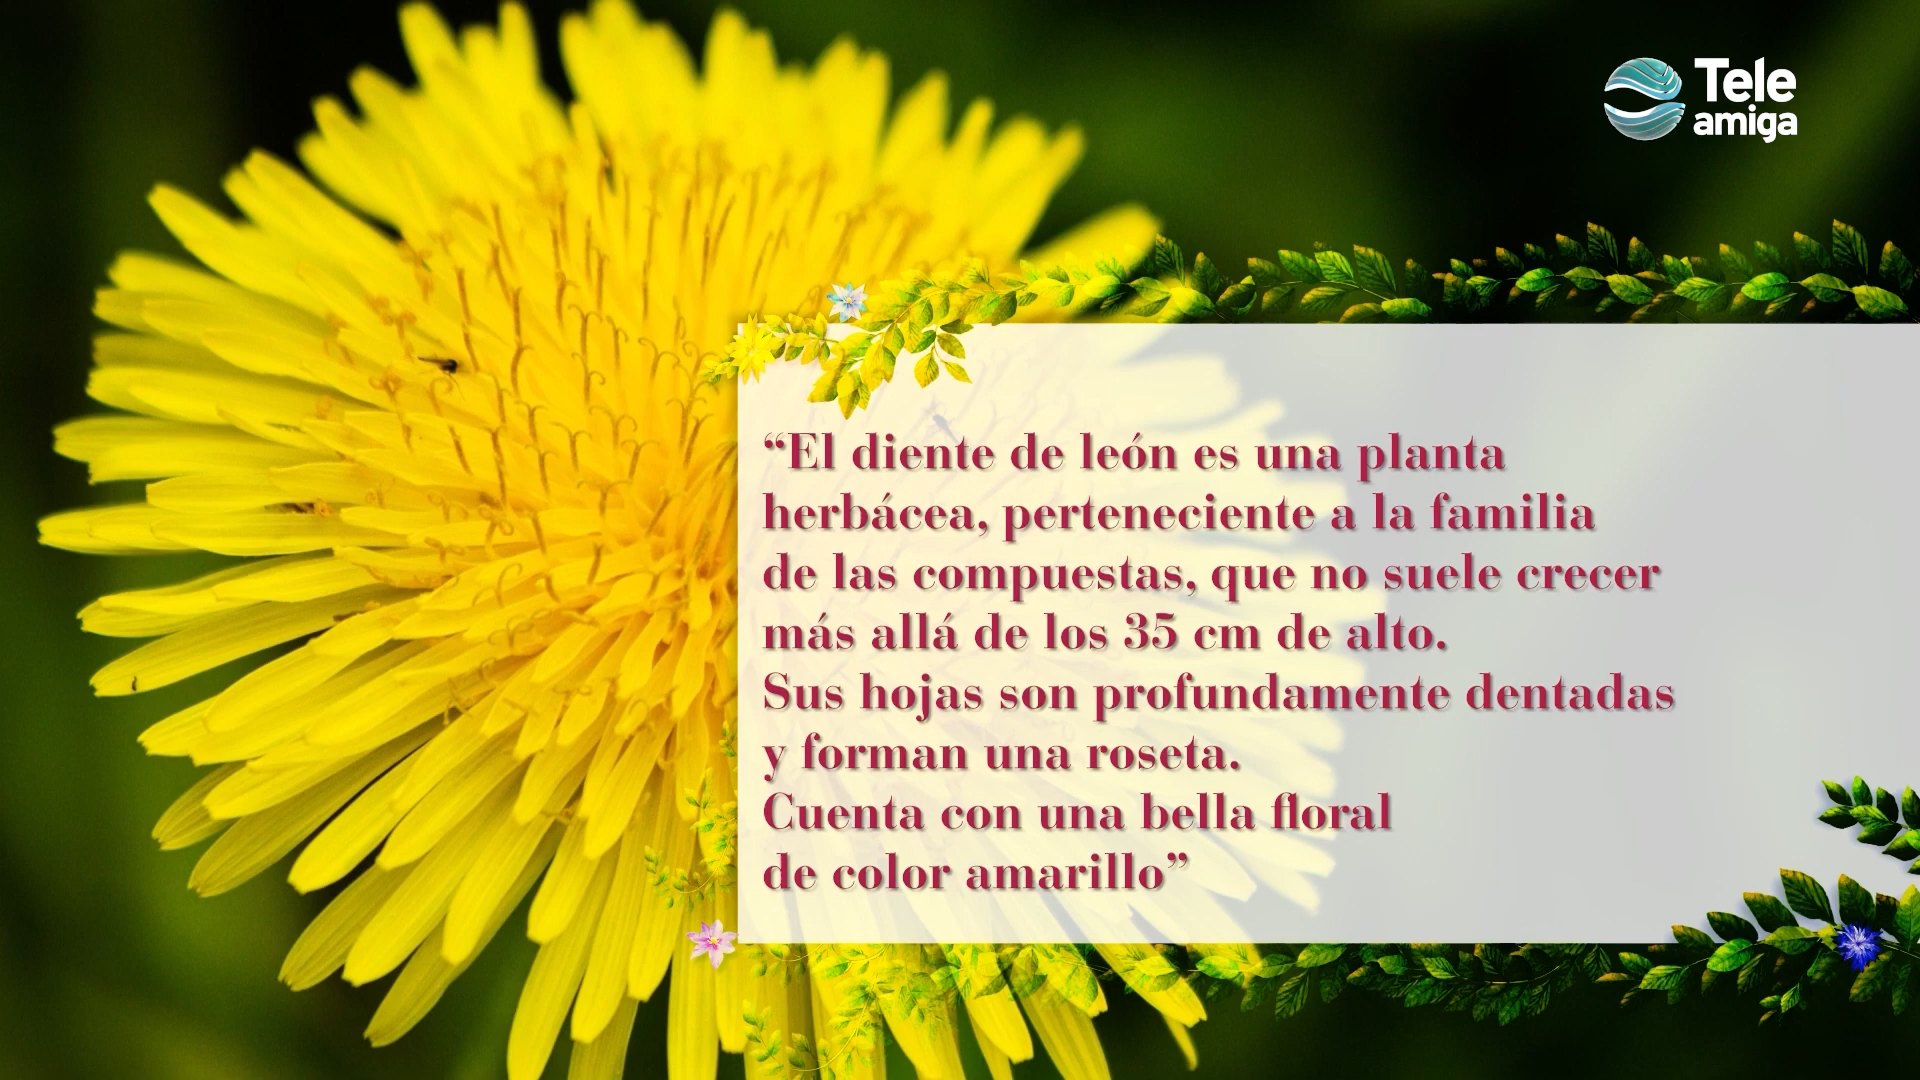 Tele
amiga
“El diente de león es una planta
herbácea, perteneciente a la familia
de las compuestas, que no suele crecer
más allá de los 35 cm de alto.
Sus hojas son profundamente dentadas
y forman una roseta.
Cuenta con una bella floral
de color amarillo”